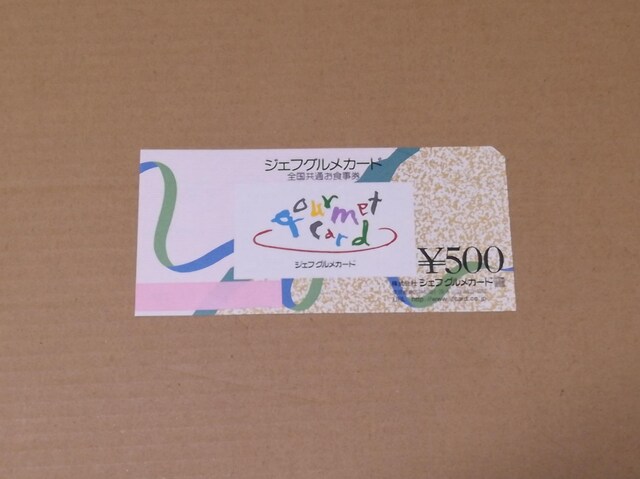 ジェフグルメカード
全国共通お食事券
gourmet
card
ジェフグルメカード
¥500
株式会社 ジェフグルメカード